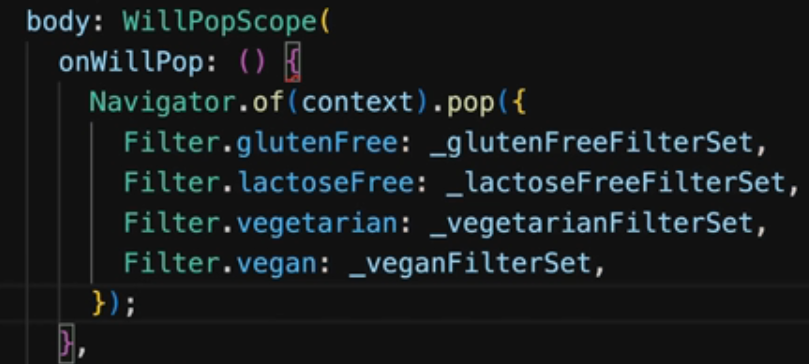 body: WillPopScope(
onWillPop: () {
Navigator.of(context).pop({
Filter.glutenFree: _glutenFreeFilterSet,
Filter.lactoseFree: _lactoseFreeFilterSet,
Filter.vegetarian: _vegetarianFilterSet,
Filter.vegan: _veganFilterSet,
});
},